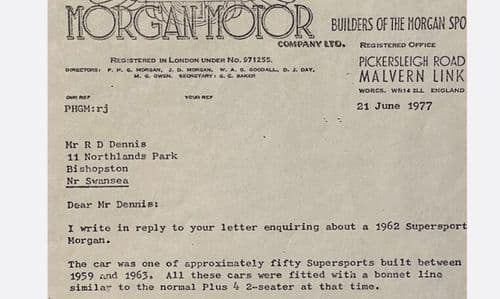 MORGAN MOTOR
COMPANY LTD.
BUILDERS OF THE MORGAN SPO
REGISTERED IN LONDON UNDER No. 571255.
REGISTERED OFFICE
DIRECTORS: P. H. G. MORGAN, J. D. MORGAN, W. A. G. GOODALL, D. J. DAY,
M. G. OWEN. SECRETARY: G. C. BAKER
PICKERSLEIGH ROAD
MALVERN LINK
WORCS. WR14 2LL ENGLAND
OUR REF
YOUR REF
PHGM:rj
21 June 1977
Mr R D Dennis
11 Northlands Park
Bishopston
Nr Swansea
Dear Mr Dennis:
I write in reply to your letter enquiring about a 1962 Supersport
Morgan.
The car was one of approximately fifty Supersports built between
1959 and 1963. All these cars were fitted with a bonnet line
similar to the normal Plus 4 2-seater at that time.